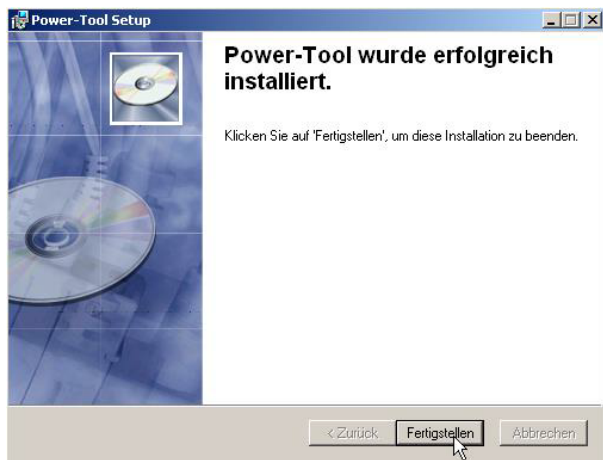 Power-Tool Setup
Power-Tool wurde erfolgreich
installiert.
Klicken Sie auf 'Fertigstellen', um diese Installation zu beenden.
< Zurück Fertigstellen Abbrechen